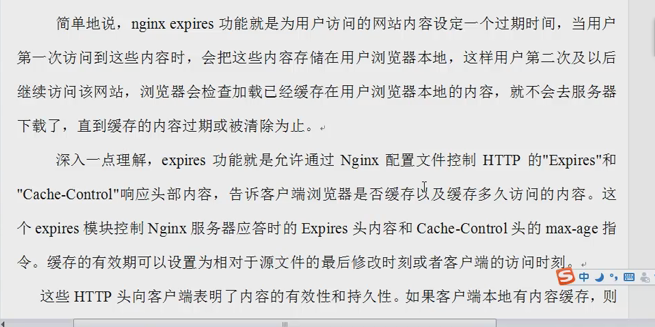 简单地说，nginx expires 功能就是为用户访问的网站内容设定一个过期时间，当用户
第一次访问到这些内容时，会把这些内容存储在用户浏览器本地，这样用户第二次及以后
继续访问该网站，浏览器会检查加载已经缓存在用户浏览器本地的内容，就不会去服务器
下载了，直到缓存的内容过期或被清除为止。
深入一点理解，expires 功能就是允许通过 Nginx 配置文件控制 HTTP 的"Expires"和
"Cache-Control"响应头部内容，告诉客户端浏览器是否缓存以及缓存多久访问的内容。这
个 expires 模块控制 Nginx 服务器应答时的 Expires 头内容和 Cache-Control 头的 max-age 指
令。缓存的有效期可以设置为相对于源文件的最后修改时刻或者客户端的访问时刻。
S 中
这些 HTTP 头向客户端表明了内容的有效性和持久性。如果客户端本地有内容缓存，则